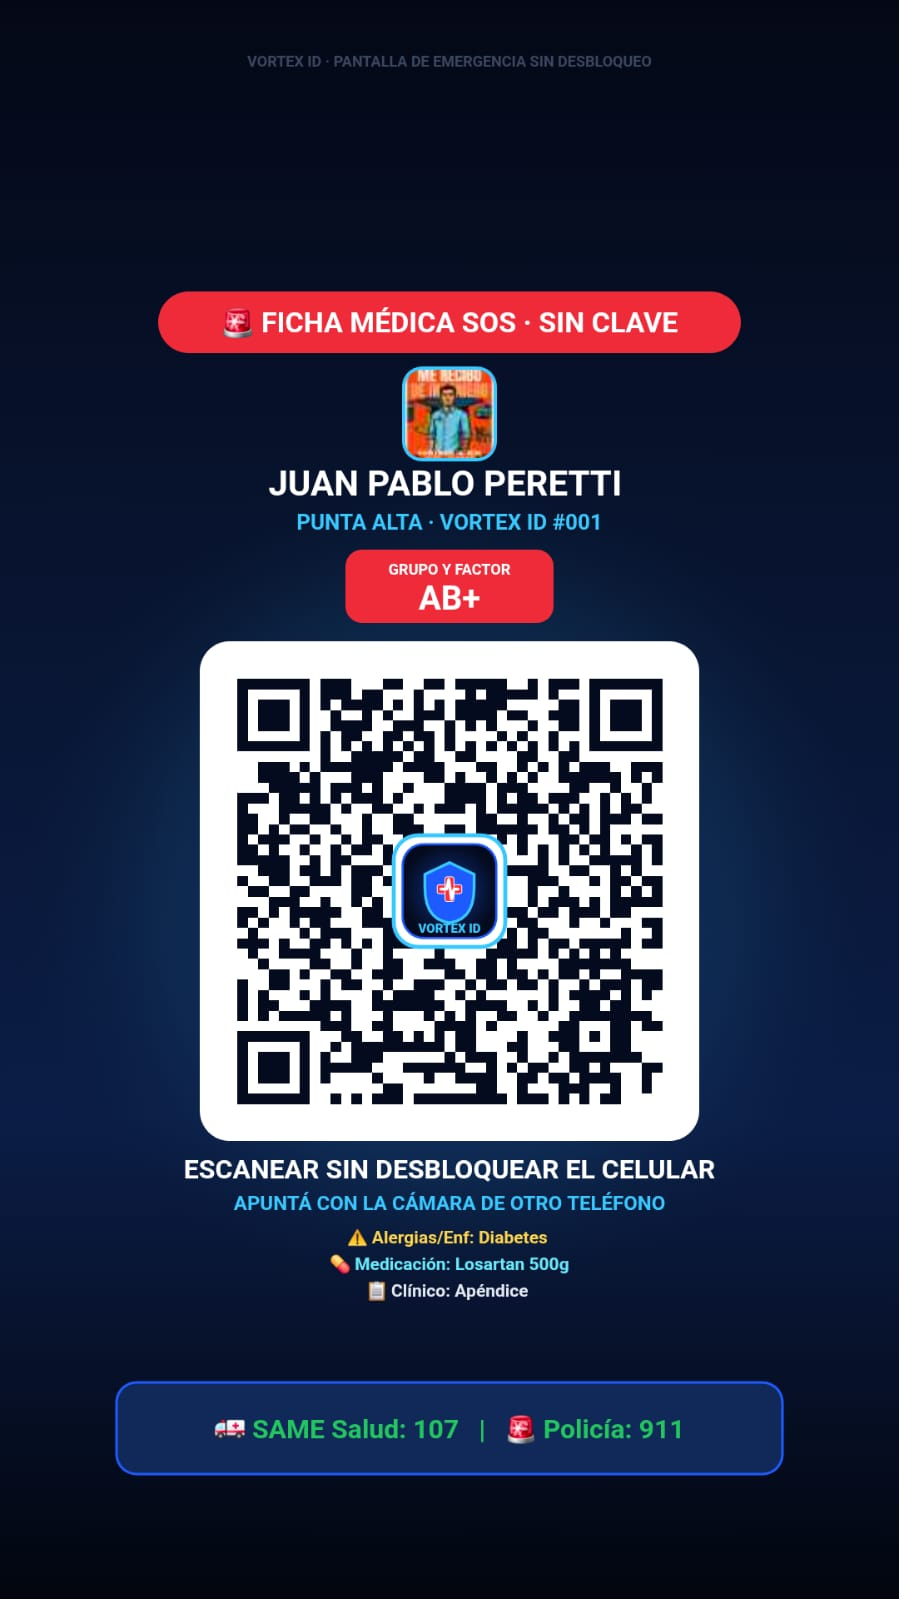 VORTEX ID · PANTALLA DE EMERGENCIA SIN DESBLOQUEO
FICHA MÉDICA SOS · SIN CLAVE
ME RECIBO
JUAN PABLO PERETTI
PUNTA ALTA · VORTEX ID #001
GRUPO Y FACTOR
AB+
VORTEX ID
ESCANEAR SIN DESBLOQUEAR EL CELULAR
APUNTÁ CON LA CÁMARA DE OTRO TELÉFONO
Alergias/Enf: Diabetes
Medicación: Losartan 500g
Clínico: Apéndice
SAME Salud: 107 | Policía: 911